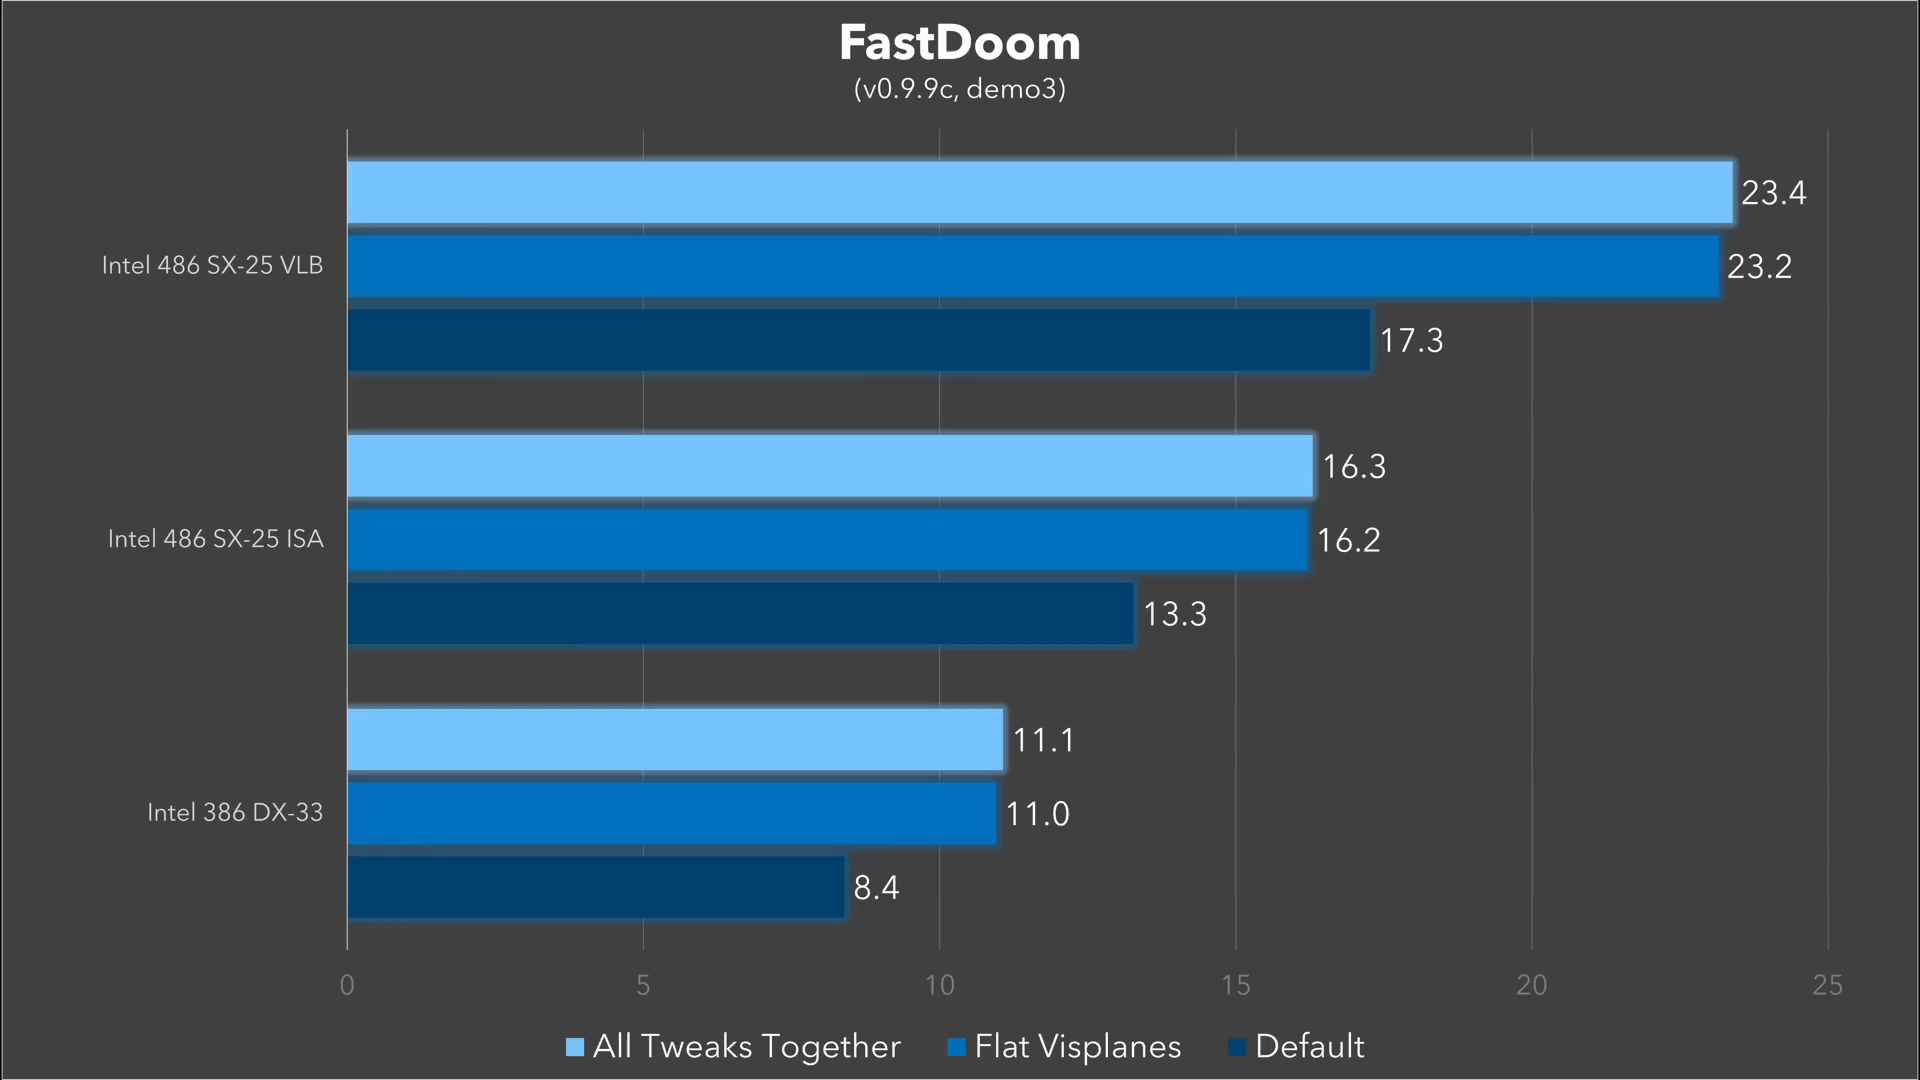 FastDoom
(v0.9.9c, demo3)
23.4
Intel 486 SX-25 VLB
23.2
17.3
16.3
Intel 486 SX-25 ISA
16.2
13.3
11.1
Intel 386 DX-33
11.0
8.4
0 5 10 15 20 25
All Tweaks Together Flat Visplanes Default